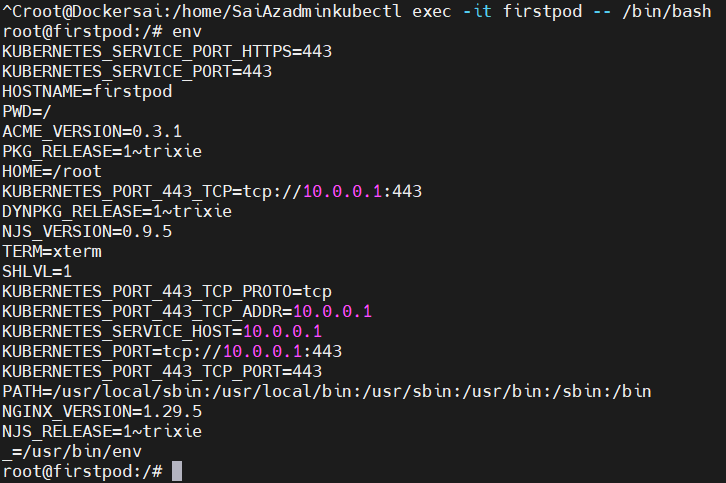 ^Croot@Dockersai:/home/SaiAzadminkubectl exec -it firstpod -- /bin/bash
root@firstpod:/# env
KUBERNETES_SERVICE_PORT_HTTPS=443
KUBERNETES_SERVICE_PORT=443
HOSTNAME=firstpod
PWD=/
ACME_VERSION=0.3.1
PKG_RELEASE=1~trixie
HOME=/root
KUBERNETES_PORT_443_TCP=tcp://10.0.0.1:443
DYNPKG_RELEASE=1~trixie
NJS_VERSION=0.9.5
TERM=xterm
SHLVL=1
KUBERNETES_PORT_443_TCP_PROTO=tcp
KUBERNETES_PORT_443_TCP_ADDR=10.0.0.1
KUBERNETES_SERVICE_HOST=10.0.0.1
KUBERNETES_PORT=tcp://10.0.0.1:443
KUBERNETES_PORT_443_TCP_PORT=443
PATH=/usr/local/sbin:/usr/local/bin:/usr/sbin:/usr/bin:/sbin:/bin
NGINX_VERSION=1.29.5
NJS_RELEASE=1~trixie
_=/usr/bin/env
root@firstpod:/#